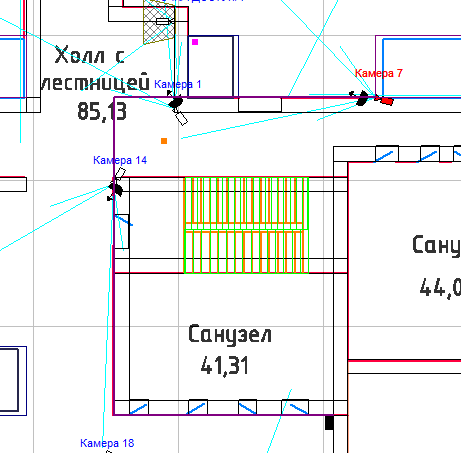 Холл с
лестницей
85,13
Камера 1
Камера 7
Камера 14
Сану
44,0
Санузел
41,31
Камера 18